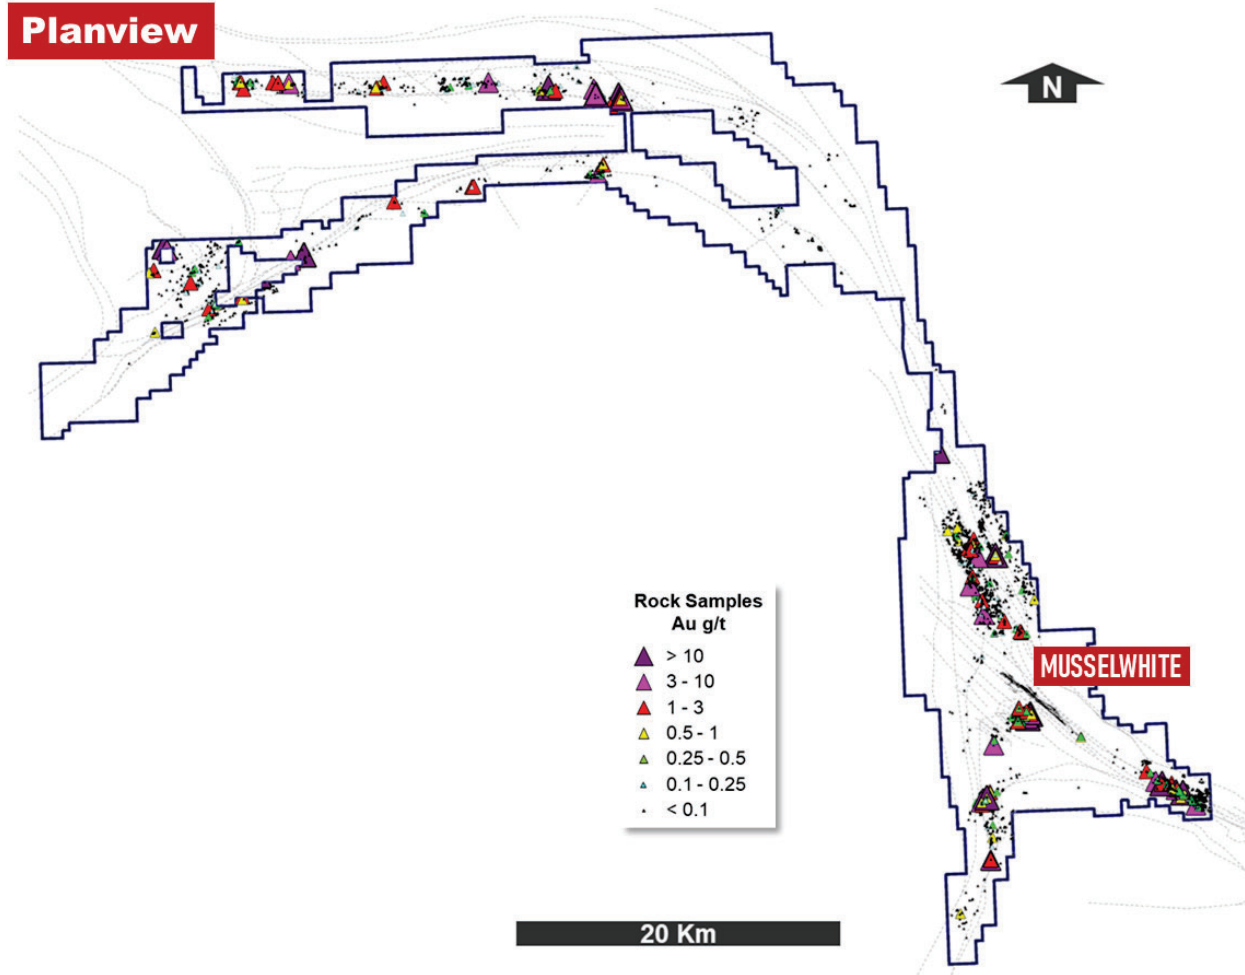 Planview
N
Rock Samples
Au g/t
> 10
3 - 10
1 - 3
0.5 - 1
0.25 - 0.5
0.1 - 0.25
< 0.1
MUSSELWHITE
20 Km